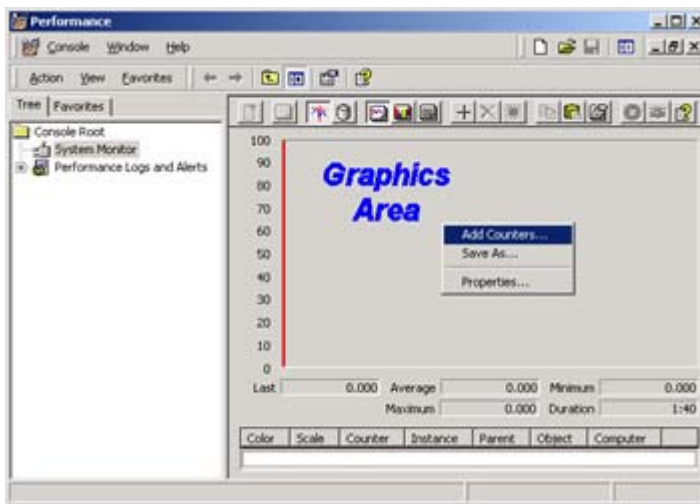 Performance
Console Window Help
Action View Favorites
Tree Favorites
Console Root
System Monitor
Performance Logs and Alerts
100
90
80
70
60
50
40
30
20
10
0
Graphics
Area
Add Counters...
Save As...
Properties...
Last 0.000 Average 0.000 Minimum 0.000
Maximum 0.000 Duration 1:40
Color Scale Counter Instance Parent Object Computer